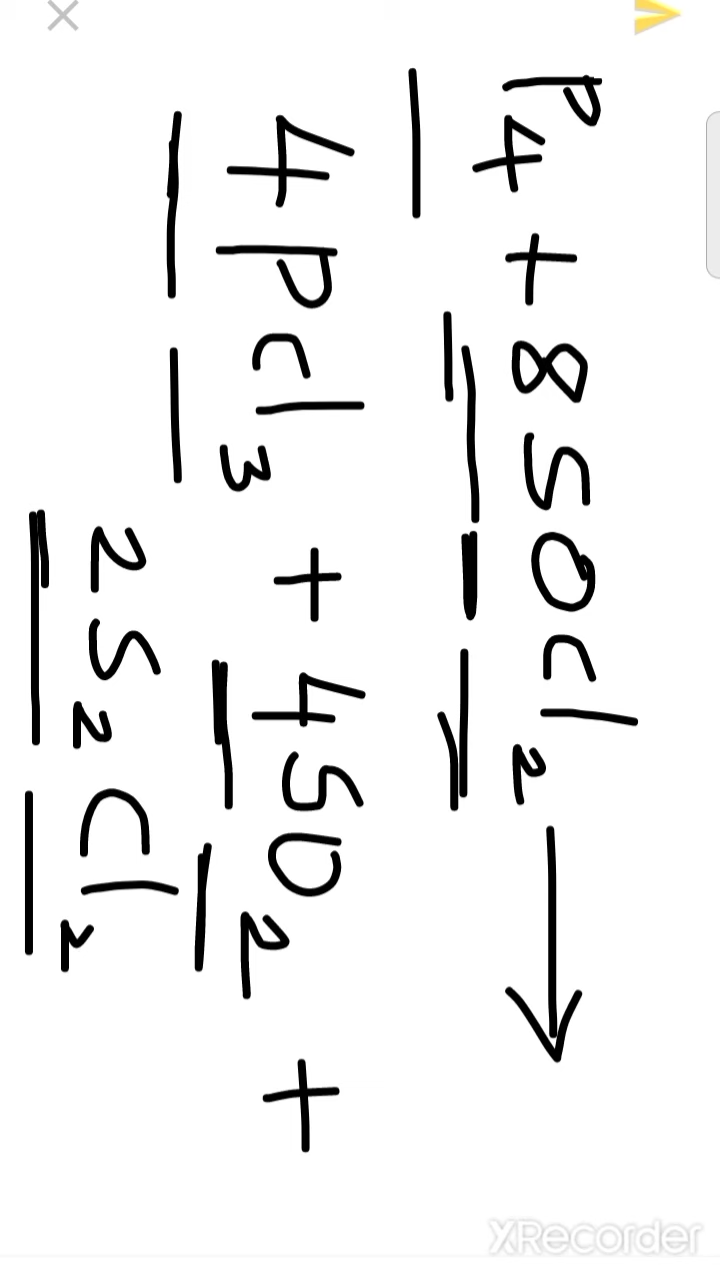 P4 + 8SOCl2 →
4PCl3 + 4SO2 +
2S2Cl2
XRecorder